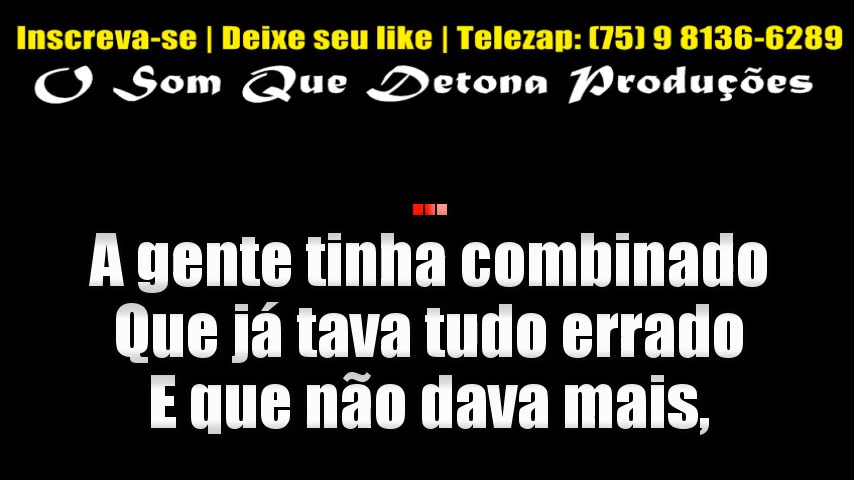 Inscreva-se | Deixe seu like | Telezap: (75) 9 8136-6289
O Som Que Detona Produções
A gente tinha combinado
Que já tava tudo errado
E que não dava mais,